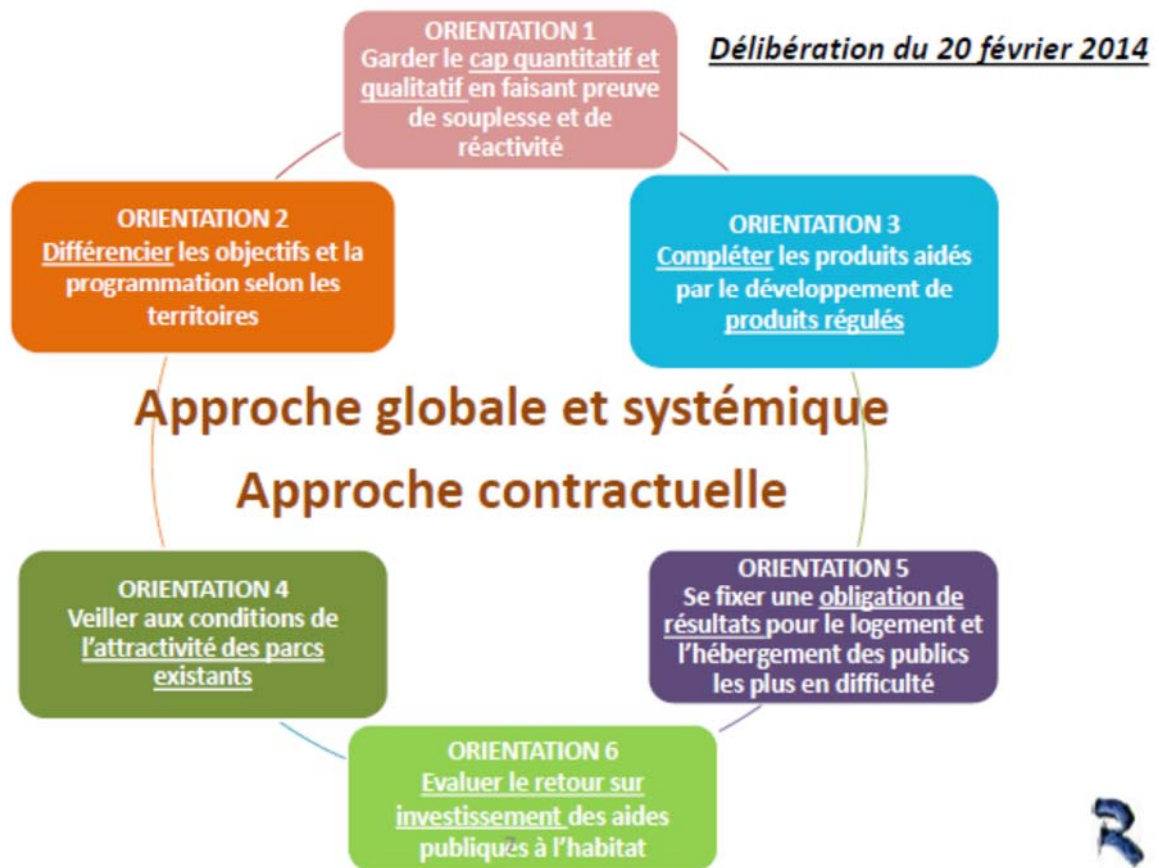 ORIENTATION 1
Garder le cap quantitatif et
qualitatif en faisant preuve
de souplesse et de
réactivité
Délibération du 20 février 2014
ORIENTATION 2
Différencier les objectifs et la
programmation selon les
territoires
ORIENTATION 3
Compléter les produits aidés
par le développement de
produits régulés
Approche globale et systémique
Approche contractuelle
ORIENTATION 4
Veiller aux conditions de
l'attractivité des parcs
existants
ORIENTATION 5
Se fixer une obligation de
résultats pour le logement et
l'hébergement des publics
les plus en difficulté
ORIENTATION 6
Evaluer le retour sur
investissement des aides
publiques à l'habitat
7
R